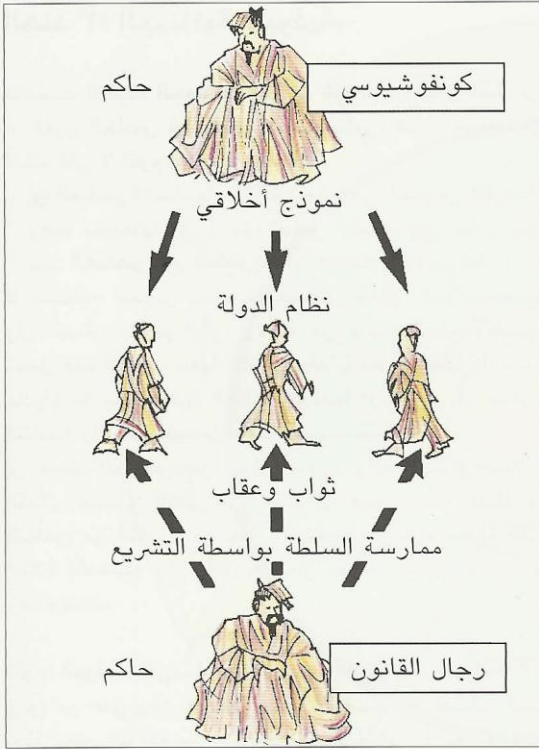 كونفوشيوسي
حاكم
نموذج أخلاقي
نظام الدولة
ثواب وعقاب
ممارسة السلطة بواسطة التشريع
رجال القانون
حاكم